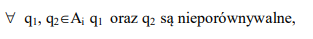 ∀ q₁, q₂∈Aᵢ q₁ oraz q₂ są nieporównywalne,